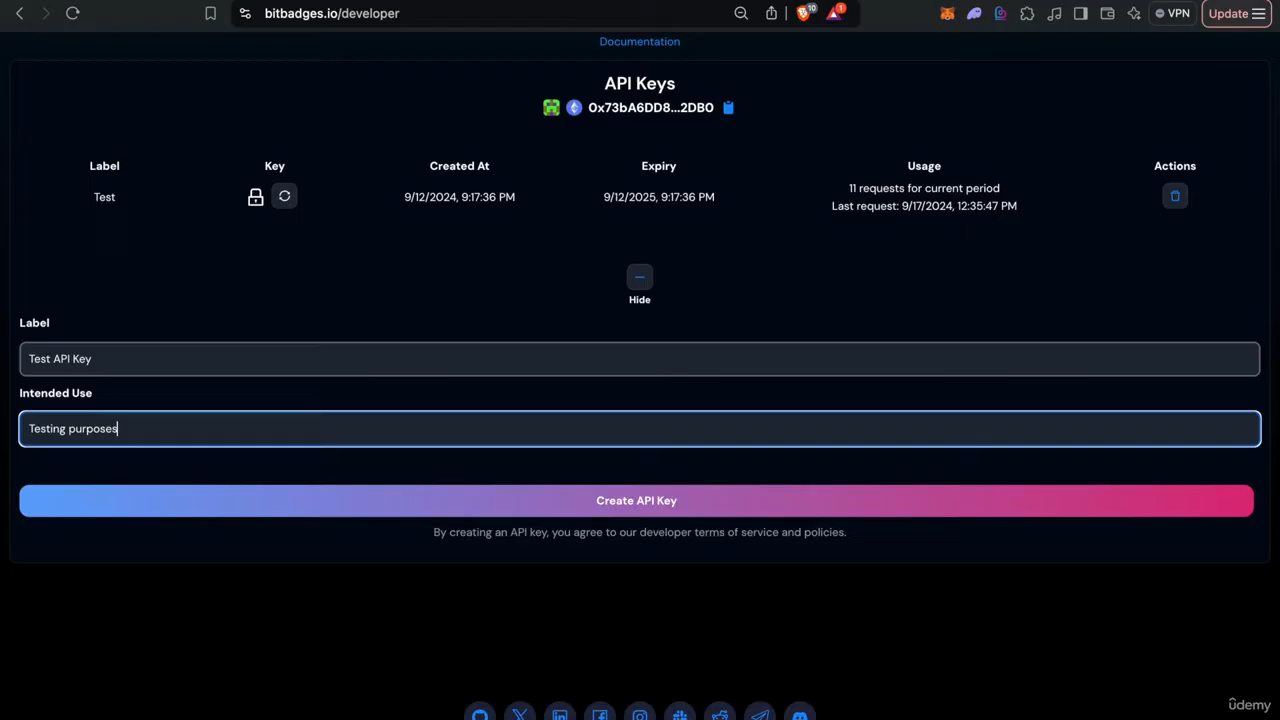 bitbadges.io/developer
10
1
VPN
Update
Documentation
API Keys
0x73bA6DD8...2DB0
Label Key Created At Expiry Usage Actions
Test 9/12/2024, 9:17:36 PM 9/12/2025, 9:17:36 PM 11 requests for current period
Last request: 9/17/2024, 12:35:47 PM
Hide
Label
Test API Key
Intended Use
Testing purposes
Create API Key
By creating an API key, you agree to our developer terms of service and policies.
ûdemy